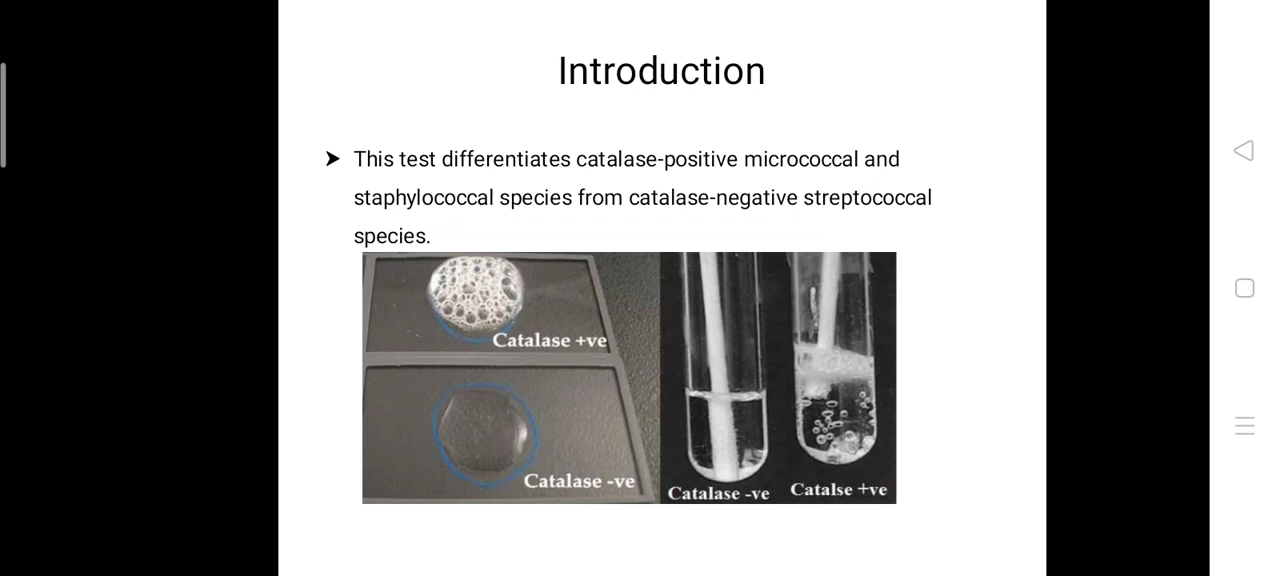 Introduction
➤ This test differentiates catalase-positive micrococcal and
staphylococcal species from catalase-negative streptococcal
species.
Catalase +ve
Catalase -ve
Catalase -ve
Catalse +ve